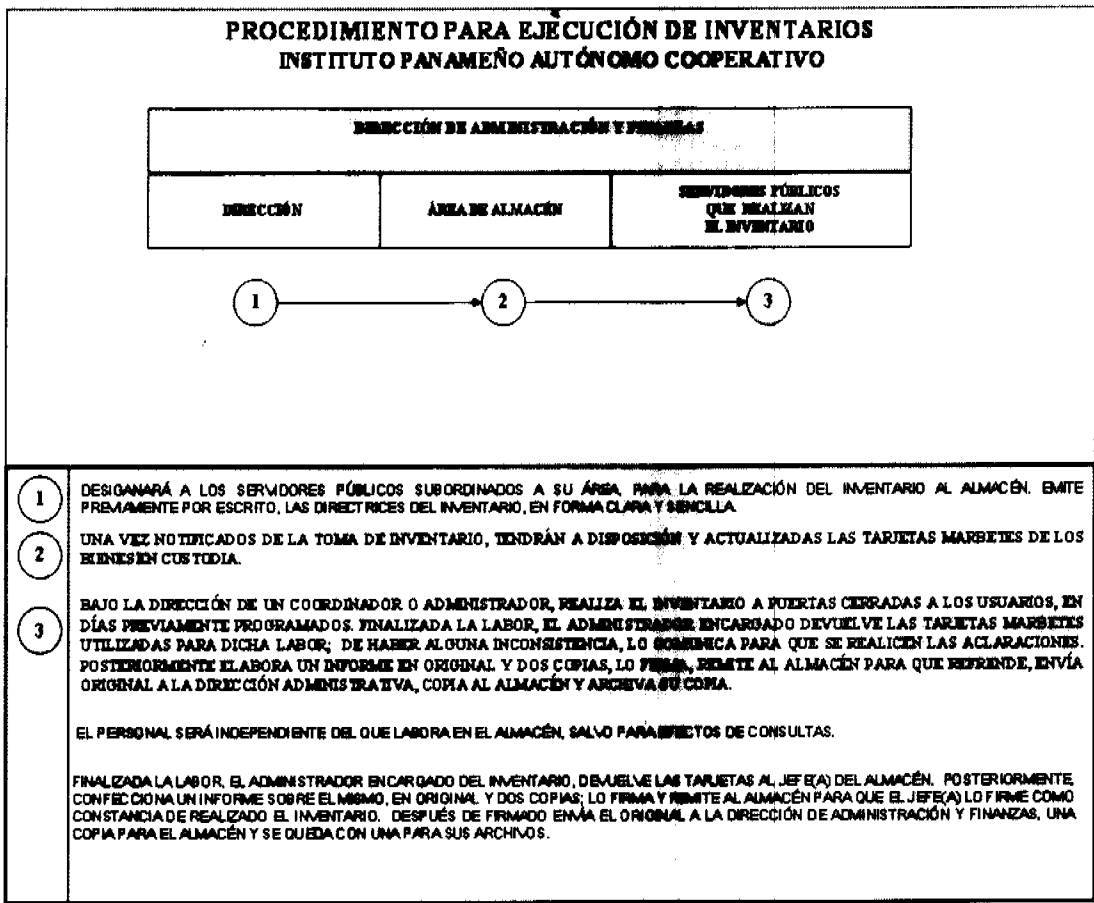 PROCEDIMIENTO PARA EJECUCIÓN DE INVENTARIOS
INSTITUTO PANAMEÑO AUTÓNOMO COOPERATIVO
DIRECCIÓN DE ADMINISTRACIÓN Y FINANZAS
DIRECCIÓN
ÁREA DE ALMACÉN
SERVIDORES PÚBLICOS
QUE REALIZAN
EL INVENTARIO
1
2
3
1
DESIGANARÁ A LOS SERVIDORES PÚBLICOS SUBORDINADOS A SU ÁREA, PARA LA REALIZACIÓN DEL INVENTARIO AL ALMACÉN. EMITE
PREVIAMENTE POR ESCRITO, LAS DIRECTRICES DEL INVENTARIO, EN FORMA CLARA Y SENCILLA.
2
UNA VEZ NOTIFICADOS DE LA TOMA DE INVENTARIO, TENDRÁN A DISPOSICIÓN Y ACTUALIZADAS LAS TARJETAS MARBETES DE LOS
BIENES EN CUSTODIA.
3
BAJO LA DIRECCIÓN DE UN COORDINADOR O ADMINISTRADOR, REALIZA EL INVENTARIO A PUERTAS CERRADAS A LOS USUARIOS, EN
DÍAS PREVIAMENTE PROGRAMADOS. FINALIZADA LA LABOR, EL ADMINISTRADOR ENCARGADO DEVUELVE LAS TARJETAS MARBETES
UTILIZADAS PARA DICHA LABOR; DE HABER ALGUNA INCONSISTENCIA, LO COMUNICA PARA QUE SE REALICEN LAS ACLARACIONES.
POSTERIORMENTE ELABORA UN INFORME EN ORIGINAL Y DOS COPIAS, LO FIRMA, REMITE AL ALMACÉN PARA QUE REFRENDE, ENVÍA
ORIGINAL A LA DIRECCIÓN ADMINISTRATIVA, COPIA AL ALMACÉN Y ARCHIVA SU COPIA.
EL PERSONAL SERÁ INDEPENDIENTE DEL QUE LABORA EN EL ALMACÉN, SALVO PARA EFECTOS DE CONSULTAS.
FINALIZADA LA LABOR, EL ADMINISTRADOR ENCARGADO DEL INVENTARIO, DEVUELVE LAS TARJETAS AL JEFE(A) DEL ALMACÉN. POSTERIORMENTE,
CONFECCIONA UN INFORME SOBRE EL MISMO, EN ORIGINAL Y DOS COPIAS; LO FIRMA Y REMITE AL ALMACÉN PARA QUE EL JEFE(A) LO FIRME COMO
CONSTANCIA DE REALIZADO EL INVENTARIO. DESPUÉS DE FIRMADO ENVÍA EL ORIGINAL A LA DIRECCIÓN DE ADMINISTRACIÓN Y FINANZAS, UNA
COPIA PARA EL ALMACÉN Y SE QUEDA CON UNA PARA SUS ARCHIVOS.